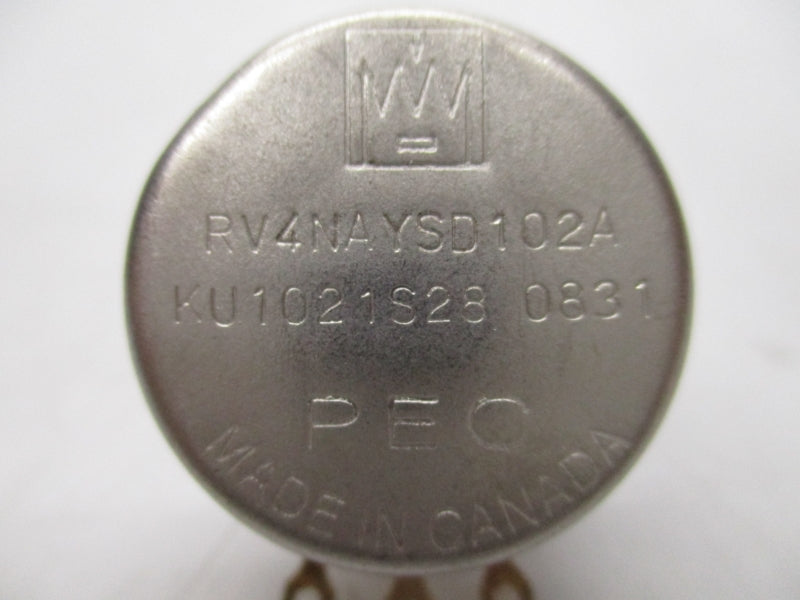 RV4NAYSD102A
KU1021S28 0831
PEC
MADE IN CANADA